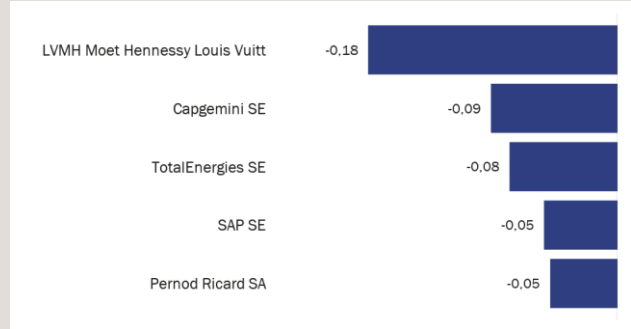 LVMH Moet Hennessy Louis Vuitt -0,18
Capgemini SE -0,09
TotalEnergies SE -0,08
SAP SE -0,05
Pernod Ricard SA -0,05